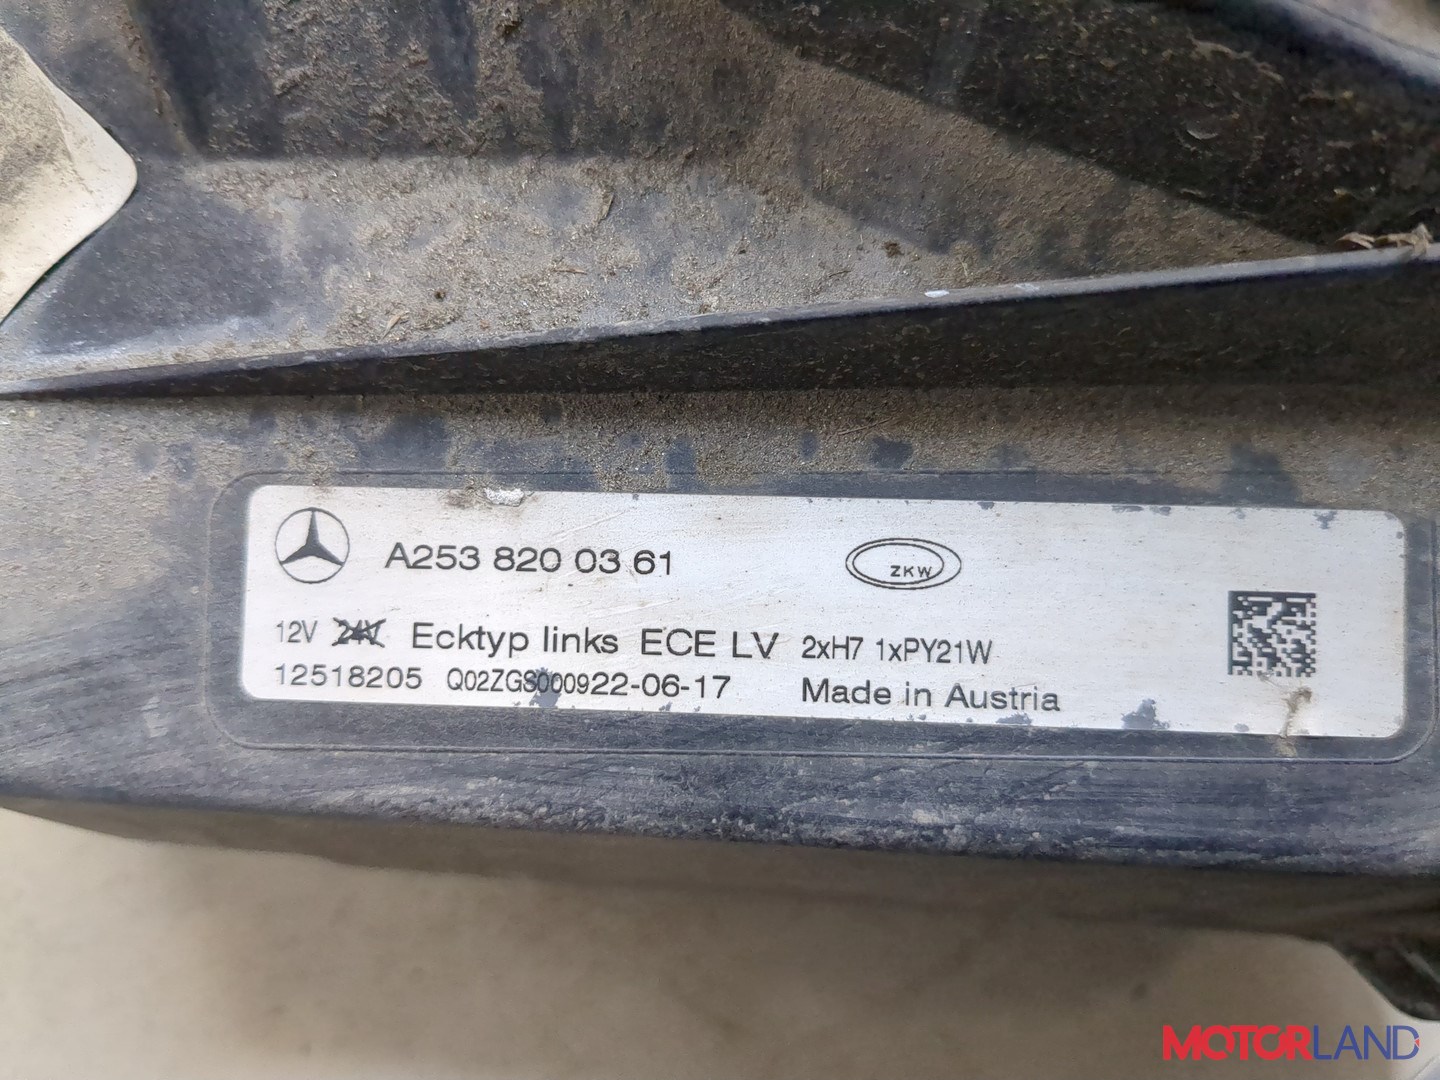 A253 820 03 61
ZKW
12V 24V Ecktyp links ECE LV 2xH7 1xPY21W
12518205 Q02ZGS000922-06-17 Made in Austria
MOTORLAND